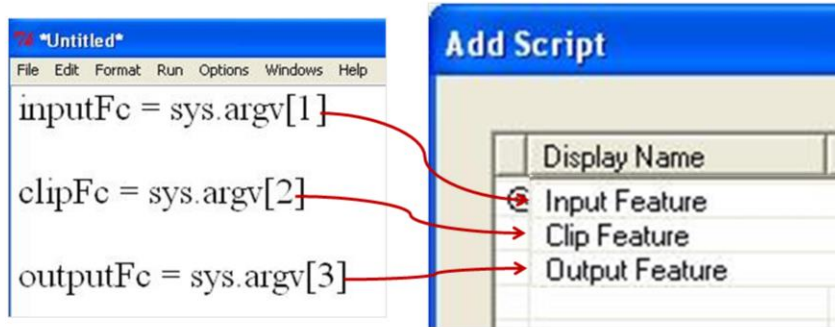 *Untitled*
File Edit Format Run Options Windows Help
inputFc = sys.argv[1]
clipFc = sys.argv[2]
outputFc = sys.argv[3]
Add Script
Display Name
Input Feature
Clip Feature
Output Feature